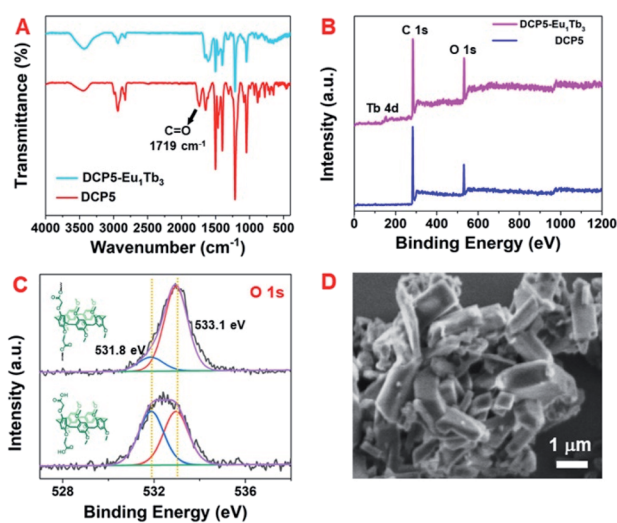 A
Transmittance (%)
C=O
1719 cm⁻¹
DCP5-Eu₁Tb₃
DCP5
4000 3500 3000 2500 2000 1500 1000 500
Wavenumber (cm⁻¹)
B
Intensity (a.u.)
DCP5-Eu₁Tb₃
DCP5
C 1s
O 1s
Tb 4d
0 200 400 600 800 1000 1200
Binding Energy (eV)
C
Intensity (a.u.)
O 1s
533.1 eV
531.8 eV
528 532 536
Binding Energy (eV)
D
1 μm